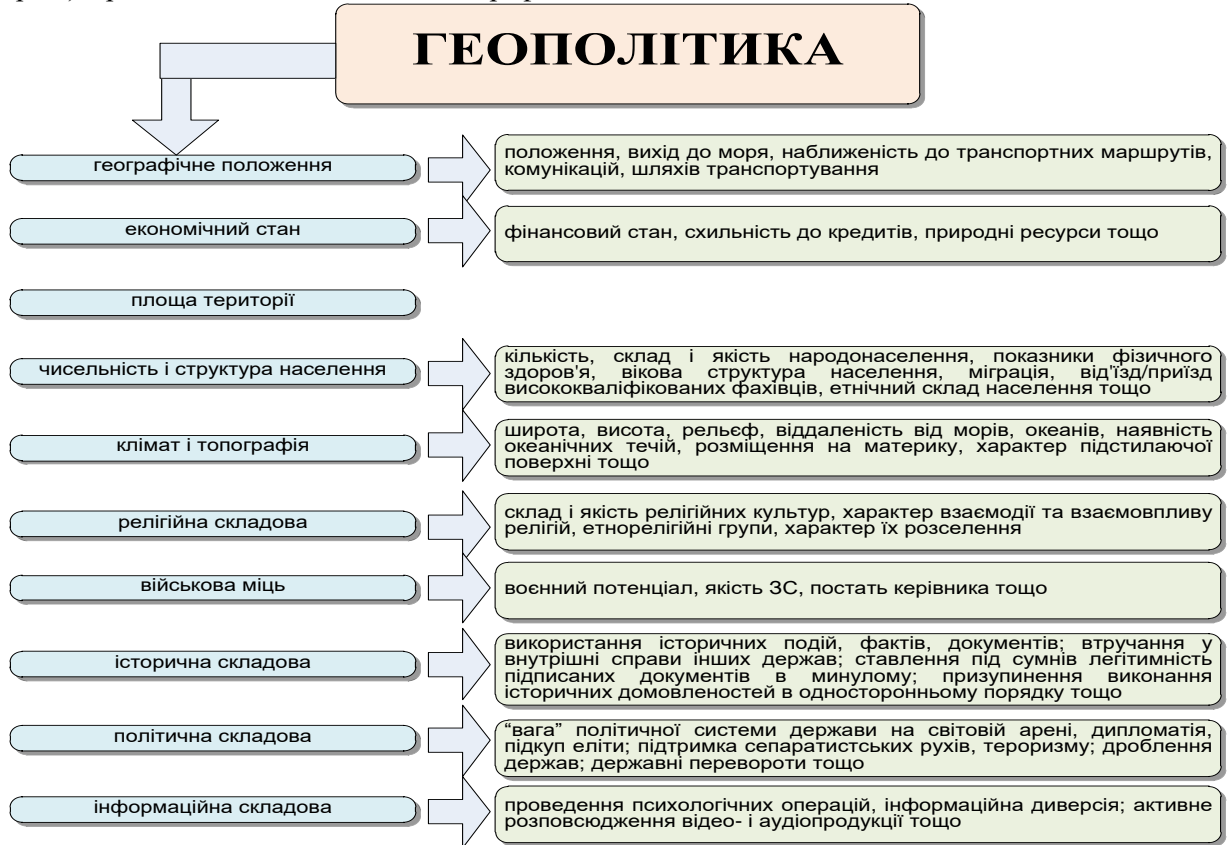 ГЕОПОЛІТИКА
географічне положення
положення, вихід до моря, наближеність до транспортних маршрутів,
комунікацій, шляхів транспортування
економічний стан
фінансовий стан, схильність до кредитів, природні ресурси тощо
площа території
чисельність і структура населення
кількість, склад і якість народонаселення, показники фізичного
здоров'я, вікова структура населення, міграція, від'їзд/приїзд
висококваліфікованих фахівців, етнічний склад населення тощо
клімат і топографія
широта, висота, рельєф, віддаленість від морів, океанів, наявність
океанічних течій, розміщення на материку, характер підстилаючої
поверхні тощо
релігійна складова
склад і якість релігійних культур, характер взаємодії та взаємовпливу
релігій, етнорелігійні групи, характер їх розселення
військова міць
воєнний потенціал, якість ЗС, постать керівника тощо
історична складова
використання історичних подій, фактів, документів; втручання у
внутрішні справи інших держав; ставлення під сумнів легітимність
підписаних документів в минулому; призупинення виконання
історичних домовленостей в односторонньому порядку тощо
політична складова
“вага” політичної системи держави на світовій арені, дипломатія,
підкуп еліти; підтримка сепаратистських рухів, тероризму; дроблення
держав; державні перевороти тощо
інформаційна складова
проведення психологічних операцій, інформаційна диверсія; активне
розповсюдження відео- і аудіопродукції тощо